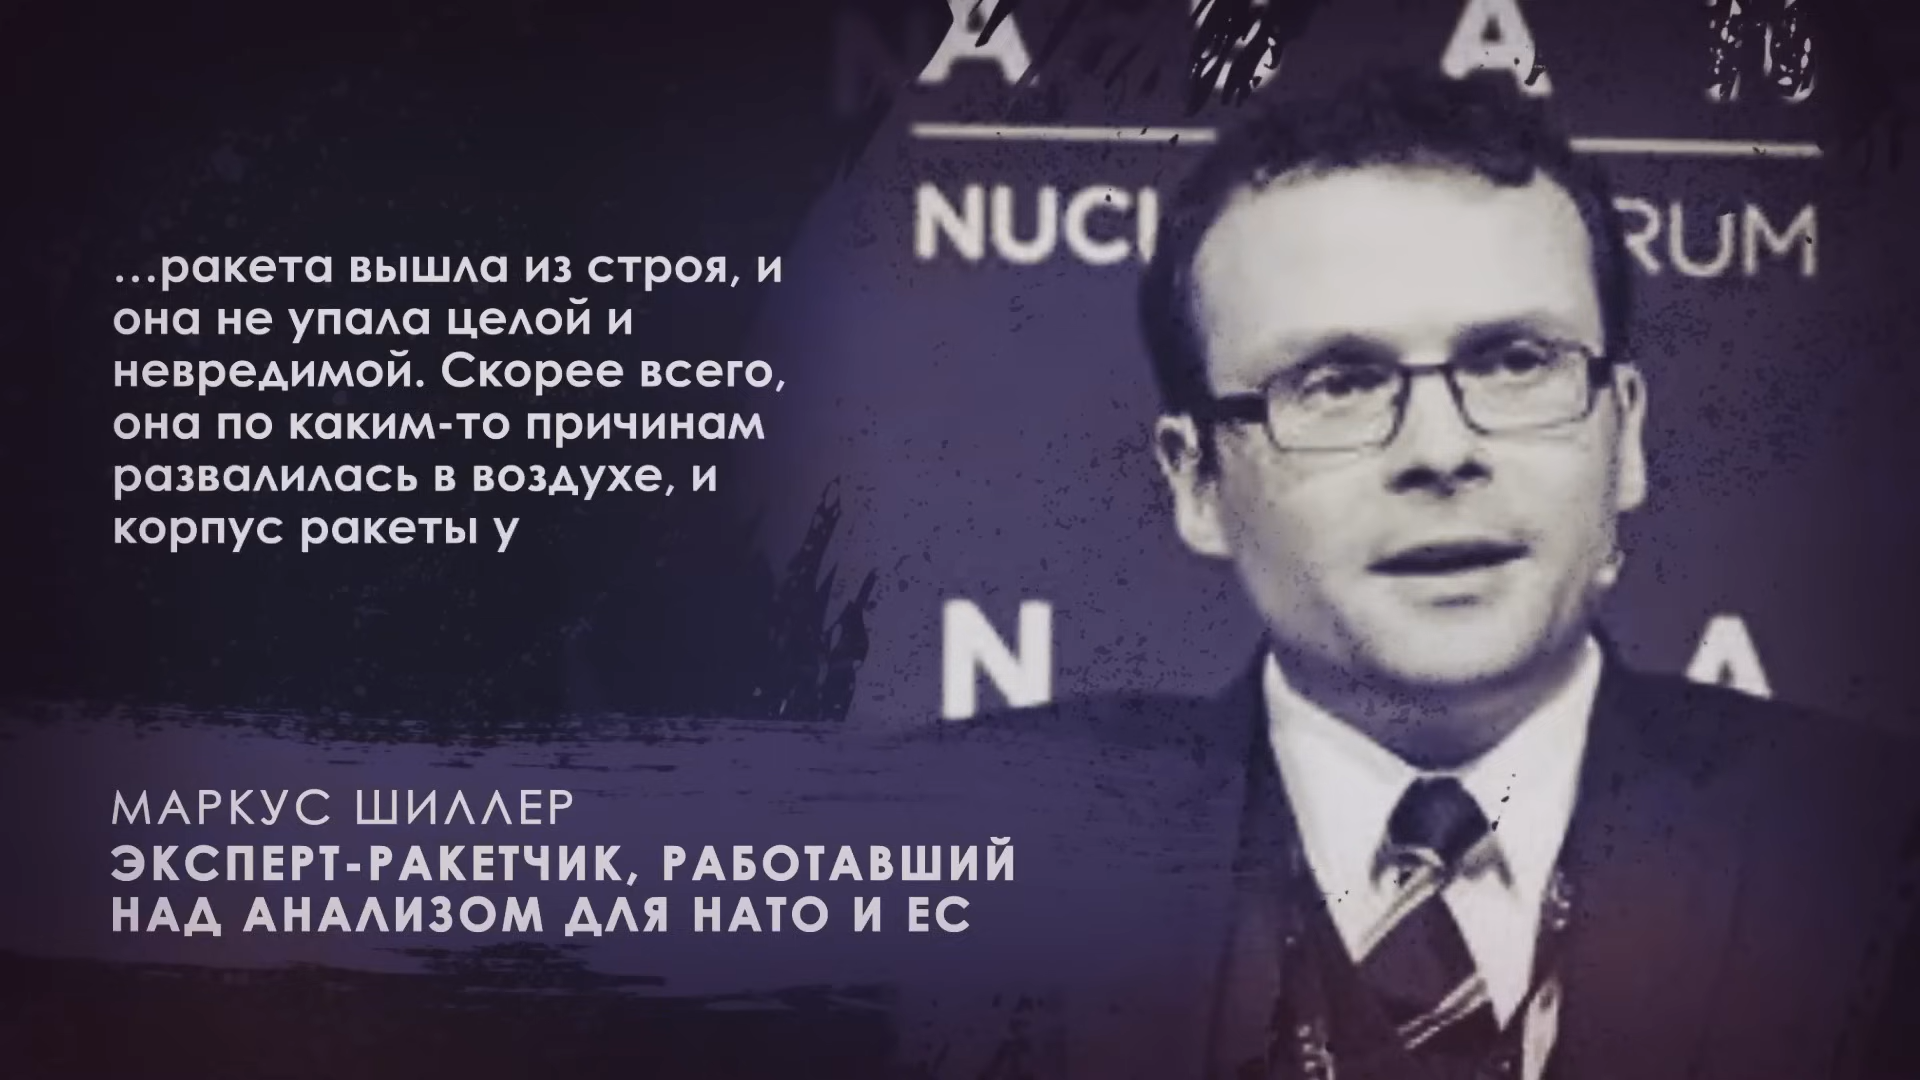 NUCL
RUM
N
A
…ракета вышла из строя, и
она не упала целой и
невредимой. Скорее всего,
она по каким-то причинам
развалилась в воздухе, и
корпус ракеты у
МАРКУС ШИЛЛЕР
ЭКСПЕРТ-РАКЕТЧИК, РАБОТАВШИЙ
НАД АНАЛИЗОМ ДЛЯ НАТО И ЕС